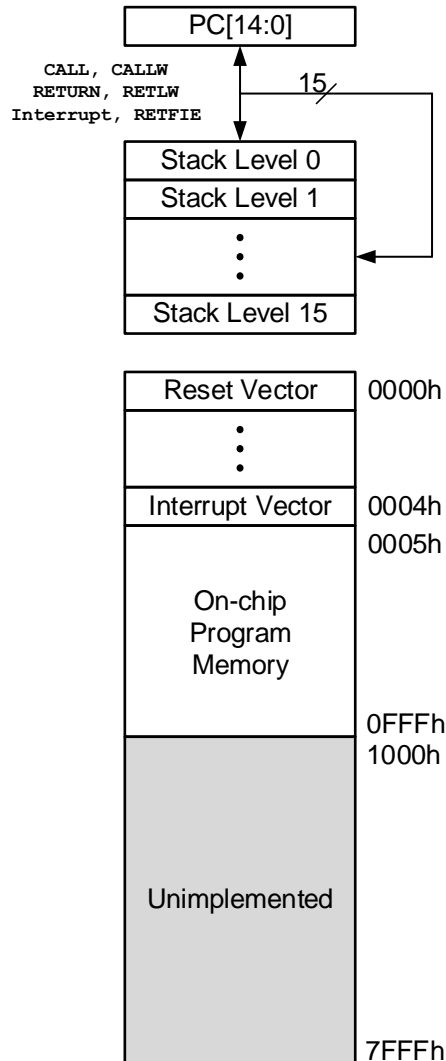 PC[14:0]
CALL, CALLW
RETURN, RETLW
Interrupt, RETFIE
15
Stack Level 0
Stack Level 1
Stack Level 15
Reset Vector
0000h
Interrupt Vector
0004h
0005h
On-chip
Program
Memory
0FFFh
1000h
Unimplemented
7FFFh